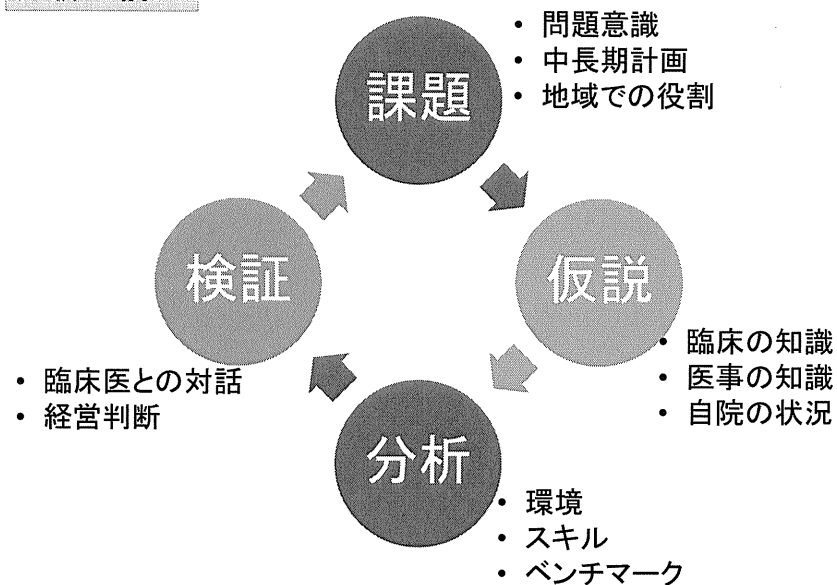 課題
• 問題意識
• 中長期計画
• 地域での役割
仮説
• 臨床の知識
• 医事の知識
• 自院の状況
分析
• 環境
• スキル
• ベンチマーク
検証
• 臨床医との対話
• 経営判断